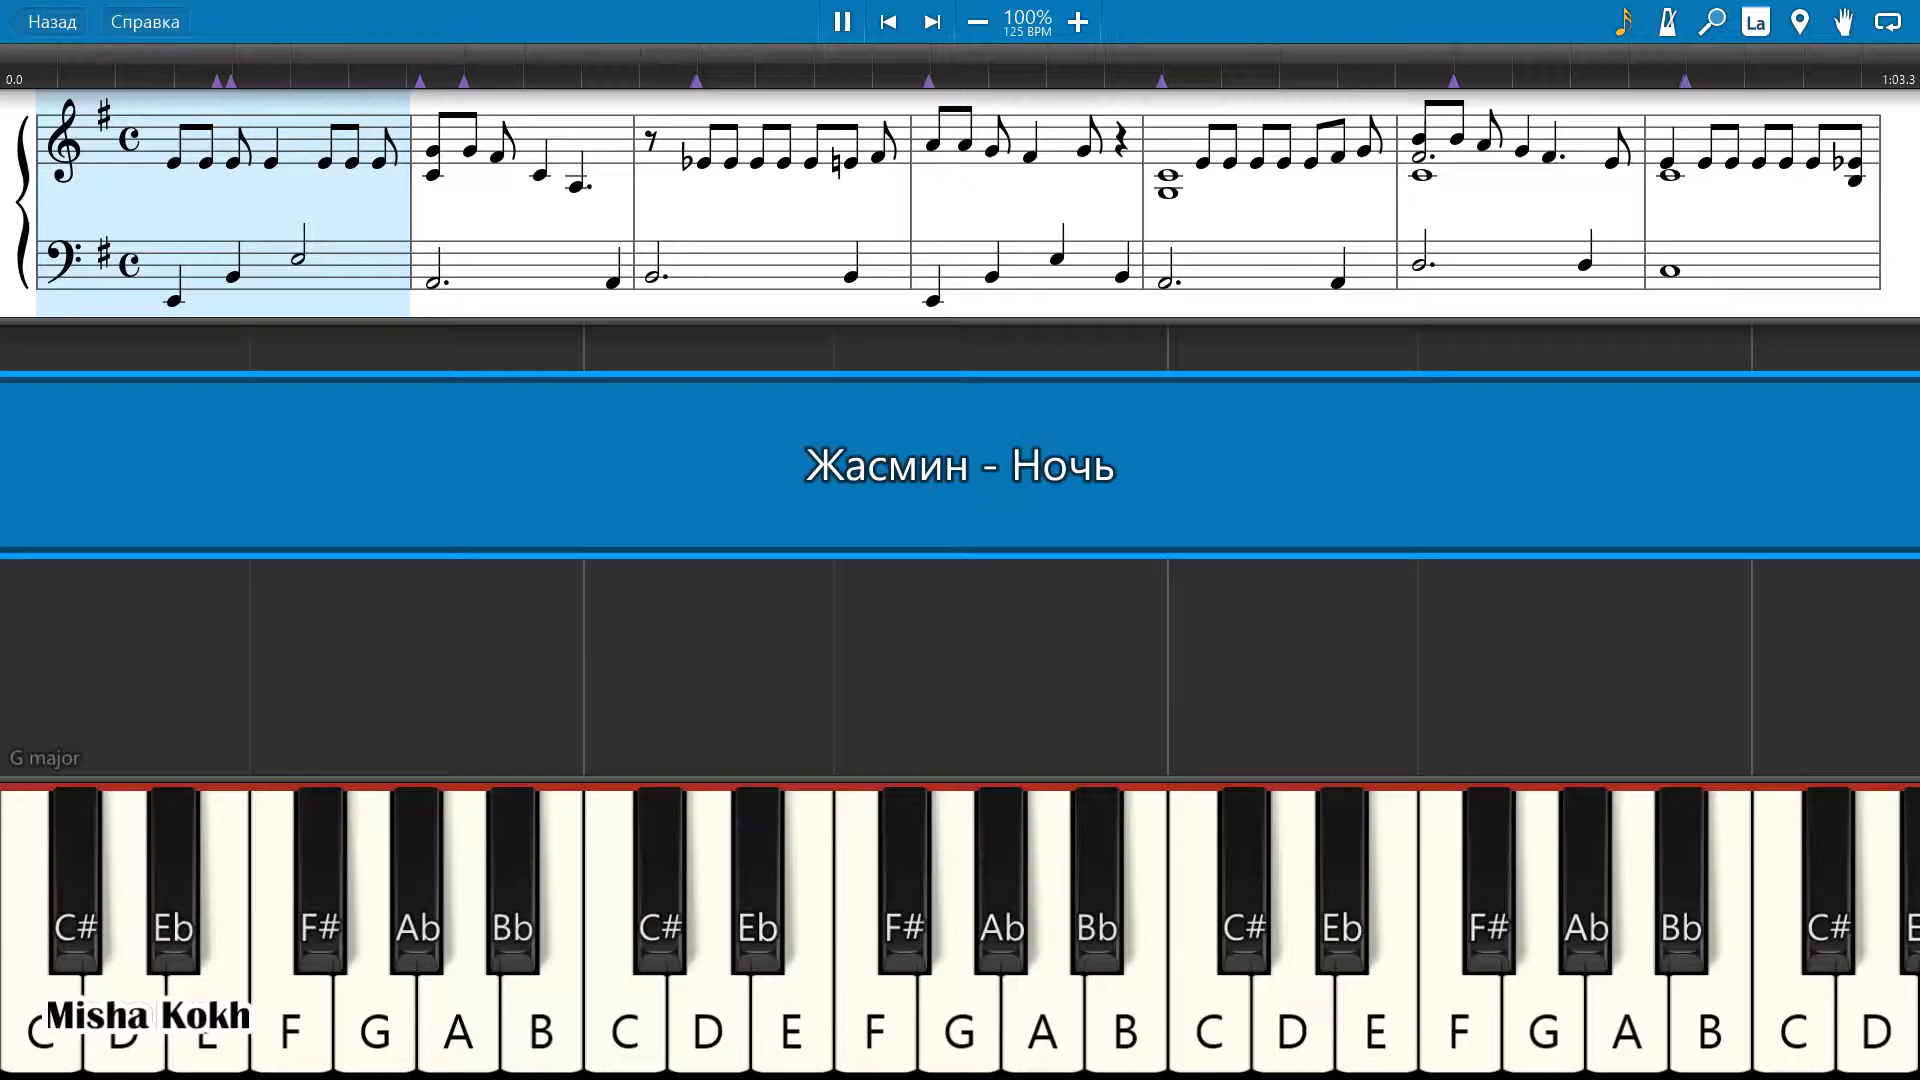 Назад Справка 100%
125 BPM
La
0.0 1:03.3
Жасмин - Ночь
G major
C# Eb F# Ab Bb C# Eb F# Ab Bb C# Eb F# Ab Bb C# E
Misha Kokh
C D E F G A B C D E F G A B C D E F G A B C D